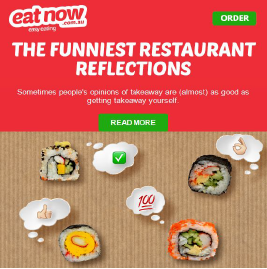 eat now
.com.au
easy eating
ORDER
THE FUNNIEST RESTAURANT
REFLECTIONS
Sometimes people's opinions of takeaway are (almost) as good as
getting takeaway yourself.
READ MORE
100